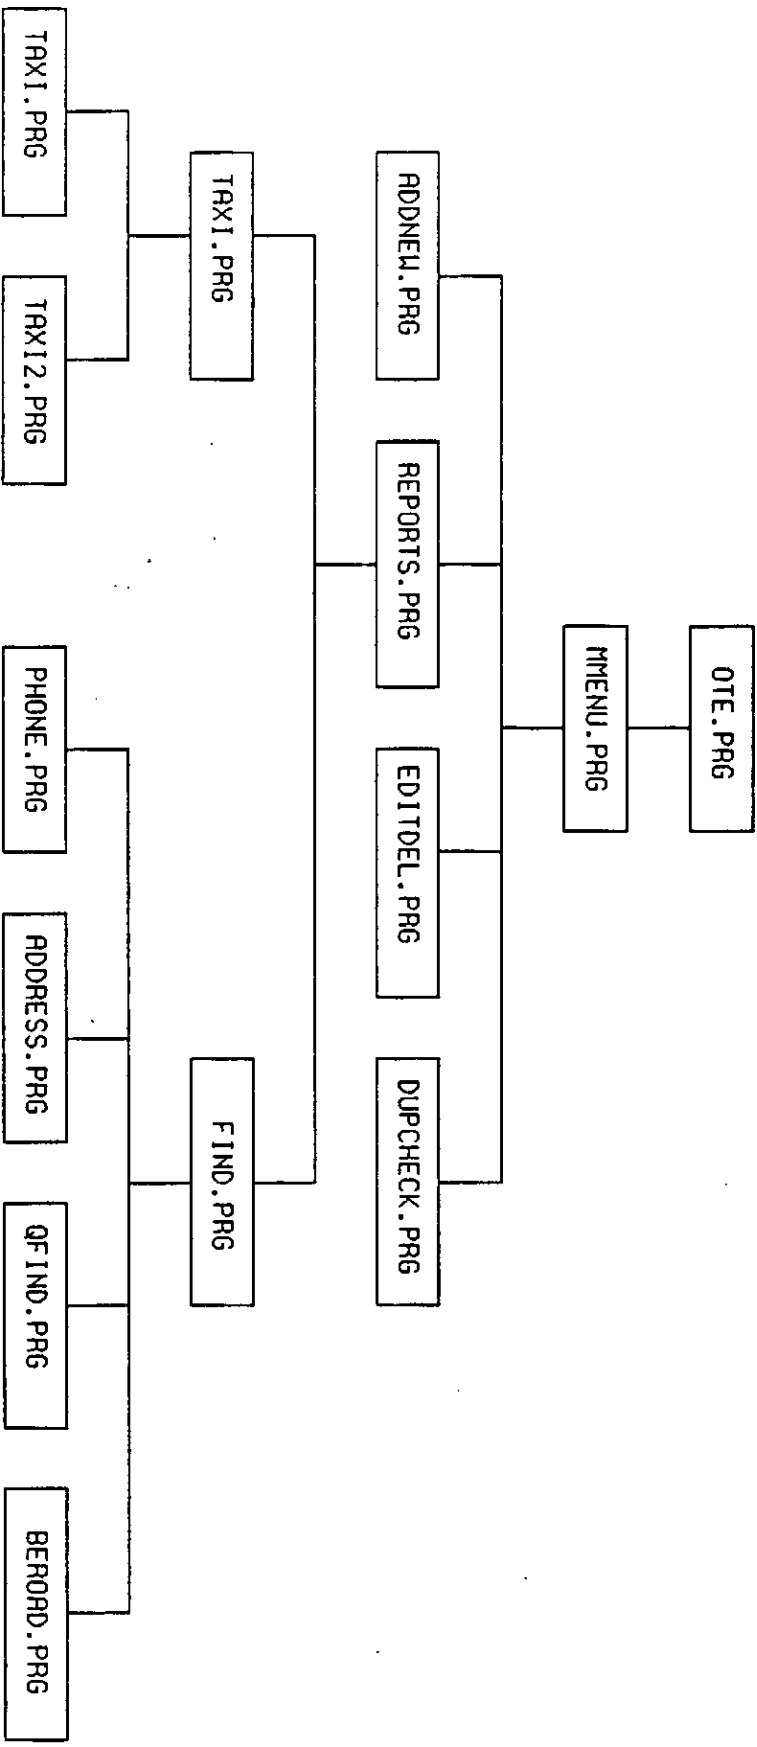 OTE.PRG
MMENU.PRG
ADDNEW.PRG
REPORTS.PRG
EDITDEL.PRG
DUPCHECK.PRG
TAXI.PRG
FIND.PRG
TAXI.PRG
TAXI2.PRG
PHONE.PRG
ADDRESS.PRG
QFIND.PRG
BEROAD.PRG